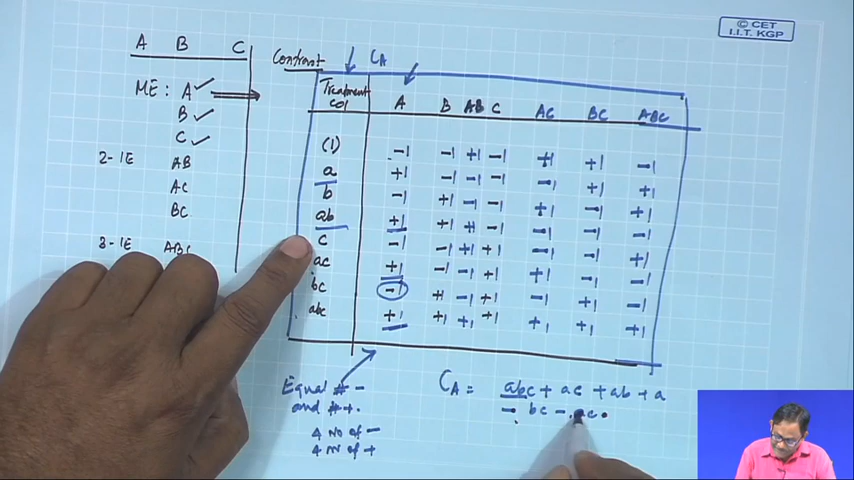 © CET
I.I.T. KGP
A B C
ME: A
B
C
2-IE AB
AC
BC
3-IE ABC
Contrast CA
Treatment A B AB C AC BC ABC
Col
(1) -1 -1 +1 -1 +1 +1 -1
a +1 -1 -1 -1 -1 +1 +1
b -1 +1 -1 -1 +1 -1 +1
ab +1 +1 +1 -1 -1 -1 -1
c -1 -1 +1 +1 -1 -1 +1
ac +1 -1 -1 +1 +1 -1 -1
bc -1 +1 -1 +1 -1 +1 -1
abc +1 +1 +1 +1 +1 +1 +1
Equal # -
and # +.
4 No of -
4 no of +
CA = abc + ac + ab + a
- bc -